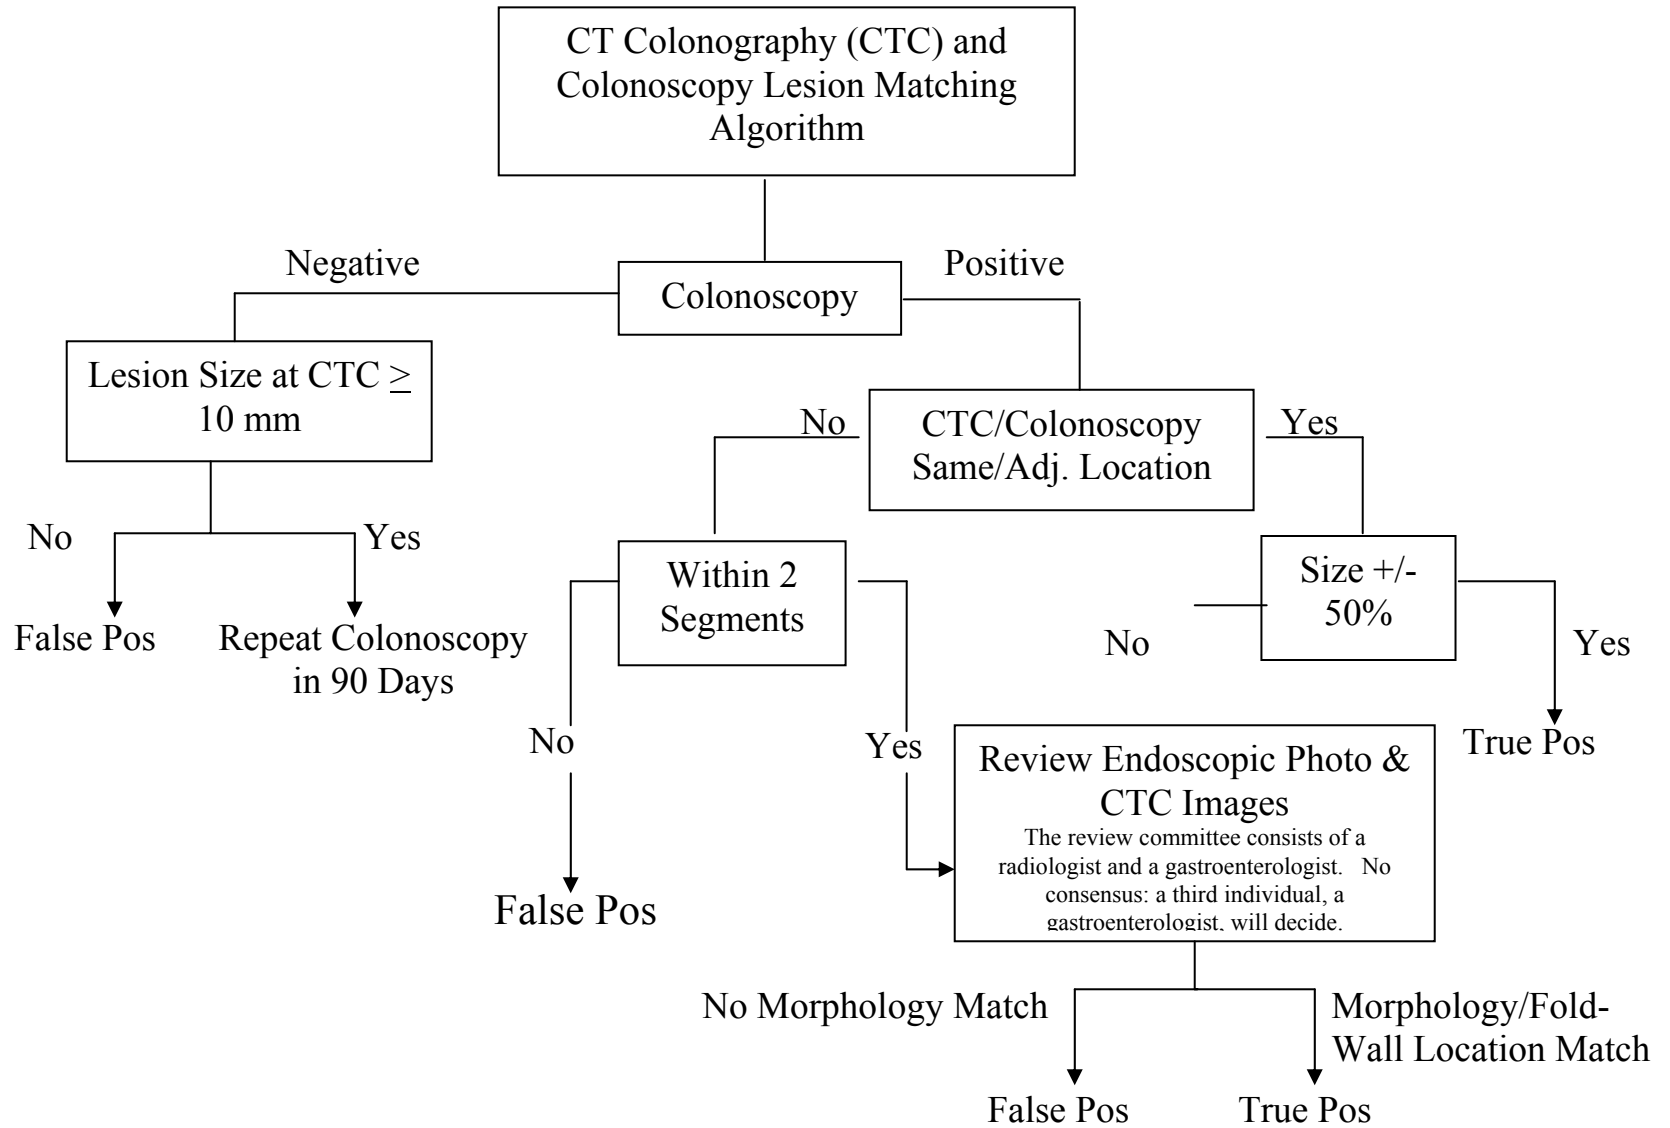 CT Colonography (CTC) and
Colonoscopy Lesion Matching
Algorithm
Negative
Positive
Colonoscopy
Lesion Size at CTC ≥
10 mm
No
CTC/Colonoscopy
Same/Adj. Location
Yes
No
Yes
Within 2
Segments
Size +/-
50%
False Pos
Repeat Colonoscopy
in 90 Days
No
Yes
No
Yes
True Pos
Review Endoscopic Photo &
CTC Images
The review committee consists of a
radiologist and a gastroenterologist. No
consensus: a third individual, a
gastroenterologist, will decide.
False Pos
No Morphology Match
Morphology/Fold-
Wall Location Match
False Pos
True Pos